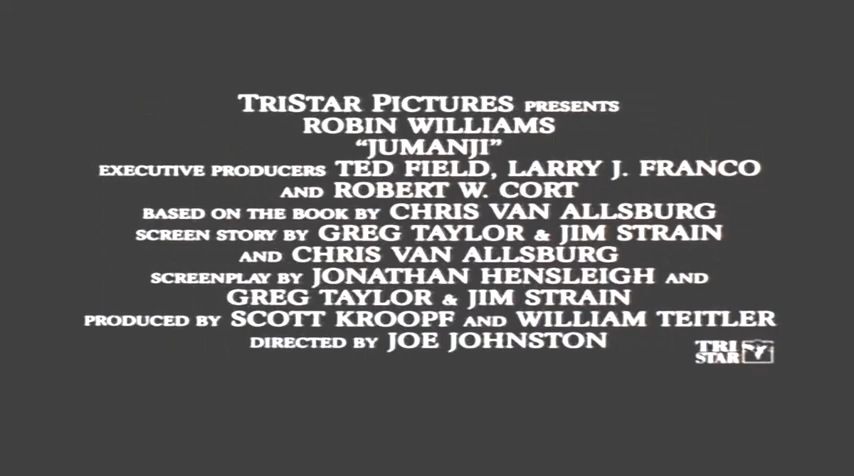 TRISTAR PICTURES PRESENTS
ROBIN WILLIAMS
“JUMANJI”
EXECUTIVE PRODUCERS TED FIELD, LARRY J. FRANCO
AND ROBERT W. CORT
BASED ON THE BOOK BY CHRIS VAN ALLSBURG
SCREEN STORY BY GREG TAYLOR & JIM STRAIN
AND CHRIS VAN ALLSBURG
SCREENPLAY BY JONATHAN HENSLEIGH AND
GREG TAYLOR & JIM STRAIN
PRODUCED BY SCOTT KROOPF AND WILLIAM TEITLER
DIRECTED BY JOE JOHNSTON
TRI
STAR